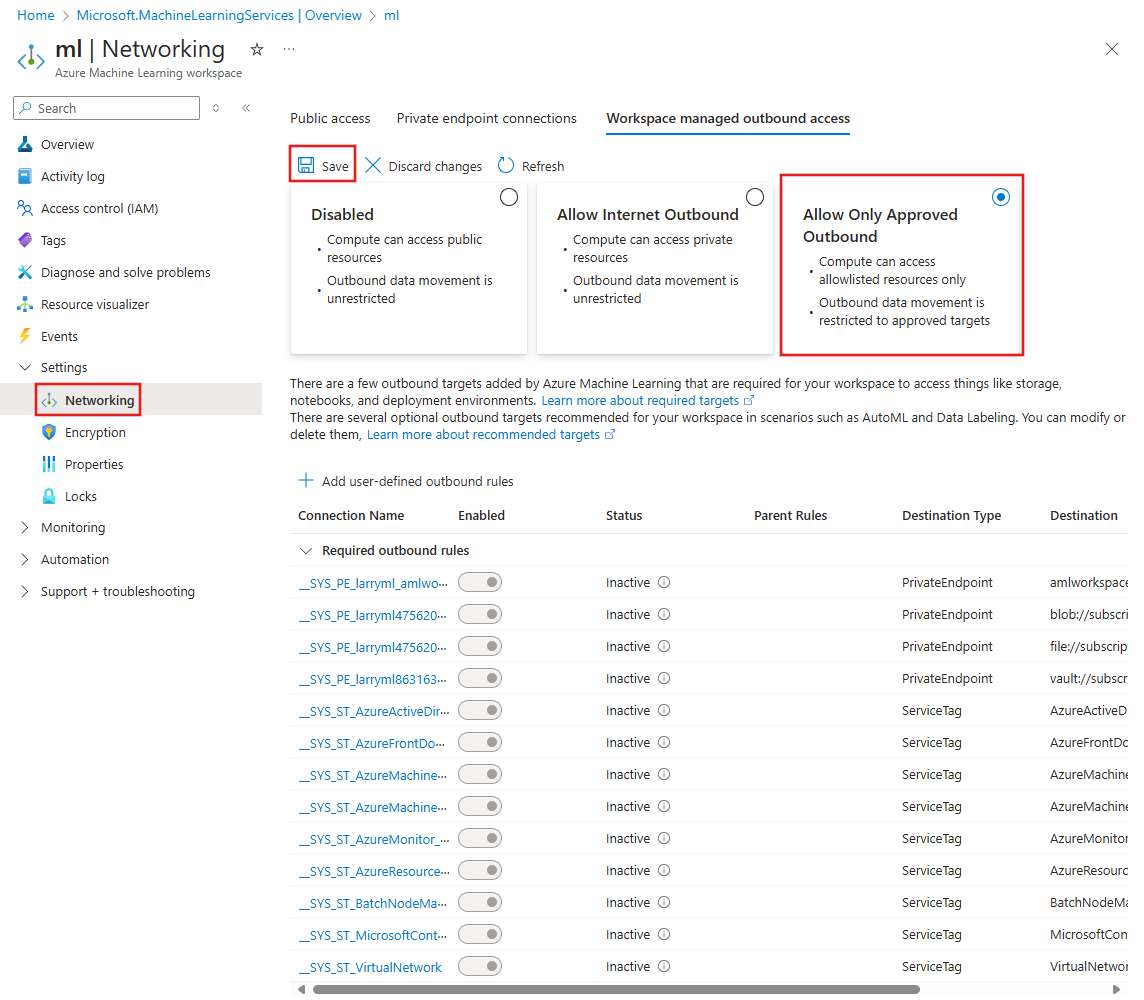 Home > Microsoft.MachineLearningServices | Overview > ml
ml | Networking
Azure Machine Learning workspace
Search
Overview
Activity log
Access control (IAM)
Tags
Diagnose and solve problems
Resource visualizer
Events
Settings
Networking
Encryption
Properties
Locks
Monitoring
Automation
Support + troubleshooting
Public access Private endpoint connections Workspace managed outbound access
Save Discard changes Refresh
Disabled
• Compute can access public
resources
• Outbound data movement is
unrestricted
Allow Internet Outbound
• Compute can access private
resources
• Outbound data movement is
unrestricted
Allow Only Approved
Outbound
• Compute can access
allowlisted resources only
• Outbound data movement is
restricted to approved targets
There are a few outbound targets added by Azure Machine Learning that are required for your workspace to access things like storage,
notebooks, and deployment environments. Learn more about required targets
There are several optional outbound targets recommended for your workspace in scenarios such as AutoML and Data Labeling. You can modify or
delete them, Learn more about recommended targets
+ Add user-defined outbound rules
Connection Name Enabled Status Parent Rules Destination Type Destination
Required outbound rules
__SYS_PE_larryml_amlwo... Inactive PrivateEndpoint amlworkspace
__SYS_PE_larryml475620... Inactive PrivateEndpoint blob://subscri
__SYS_PE_larryml475620... Inactive PrivateEndpoint file://subscrip
__SYS_PE_larryml863163... Inactive PrivateEndpoint vault://subscr
__SYS_ST_AzureActiveDir... Inactive ServiceTag AzureActiveD
__SYS_ST_AzureFrontDo... Inactive ServiceTag AzureFrontDo
__SYS_ST_AzureMachine... Inactive ServiceTag AzureMachine
__SYS_ST_AzureMachine... Inactive ServiceTag AzureMachine
__SYS_ST_AzureMonitor_... Inactive ServiceTag AzureMonitor
__SYS_ST_AzureResource... Inactive ServiceTag AzureResourc
__SYS_ST_BatchNodeMa... Inactive ServiceTag BatchNodeMa
__SYS_ST_MicrosoftCont... Inactive ServiceTag MicrosoftCon
__SYS_ST_VirtualNetwork Inactive ServiceTag VirtualNetwor